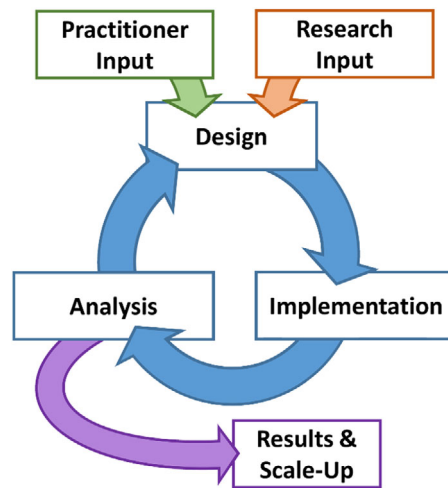 Practitioner
Input
Research
Input
Design
Analysis
Implementation
Results &
Scale-Up